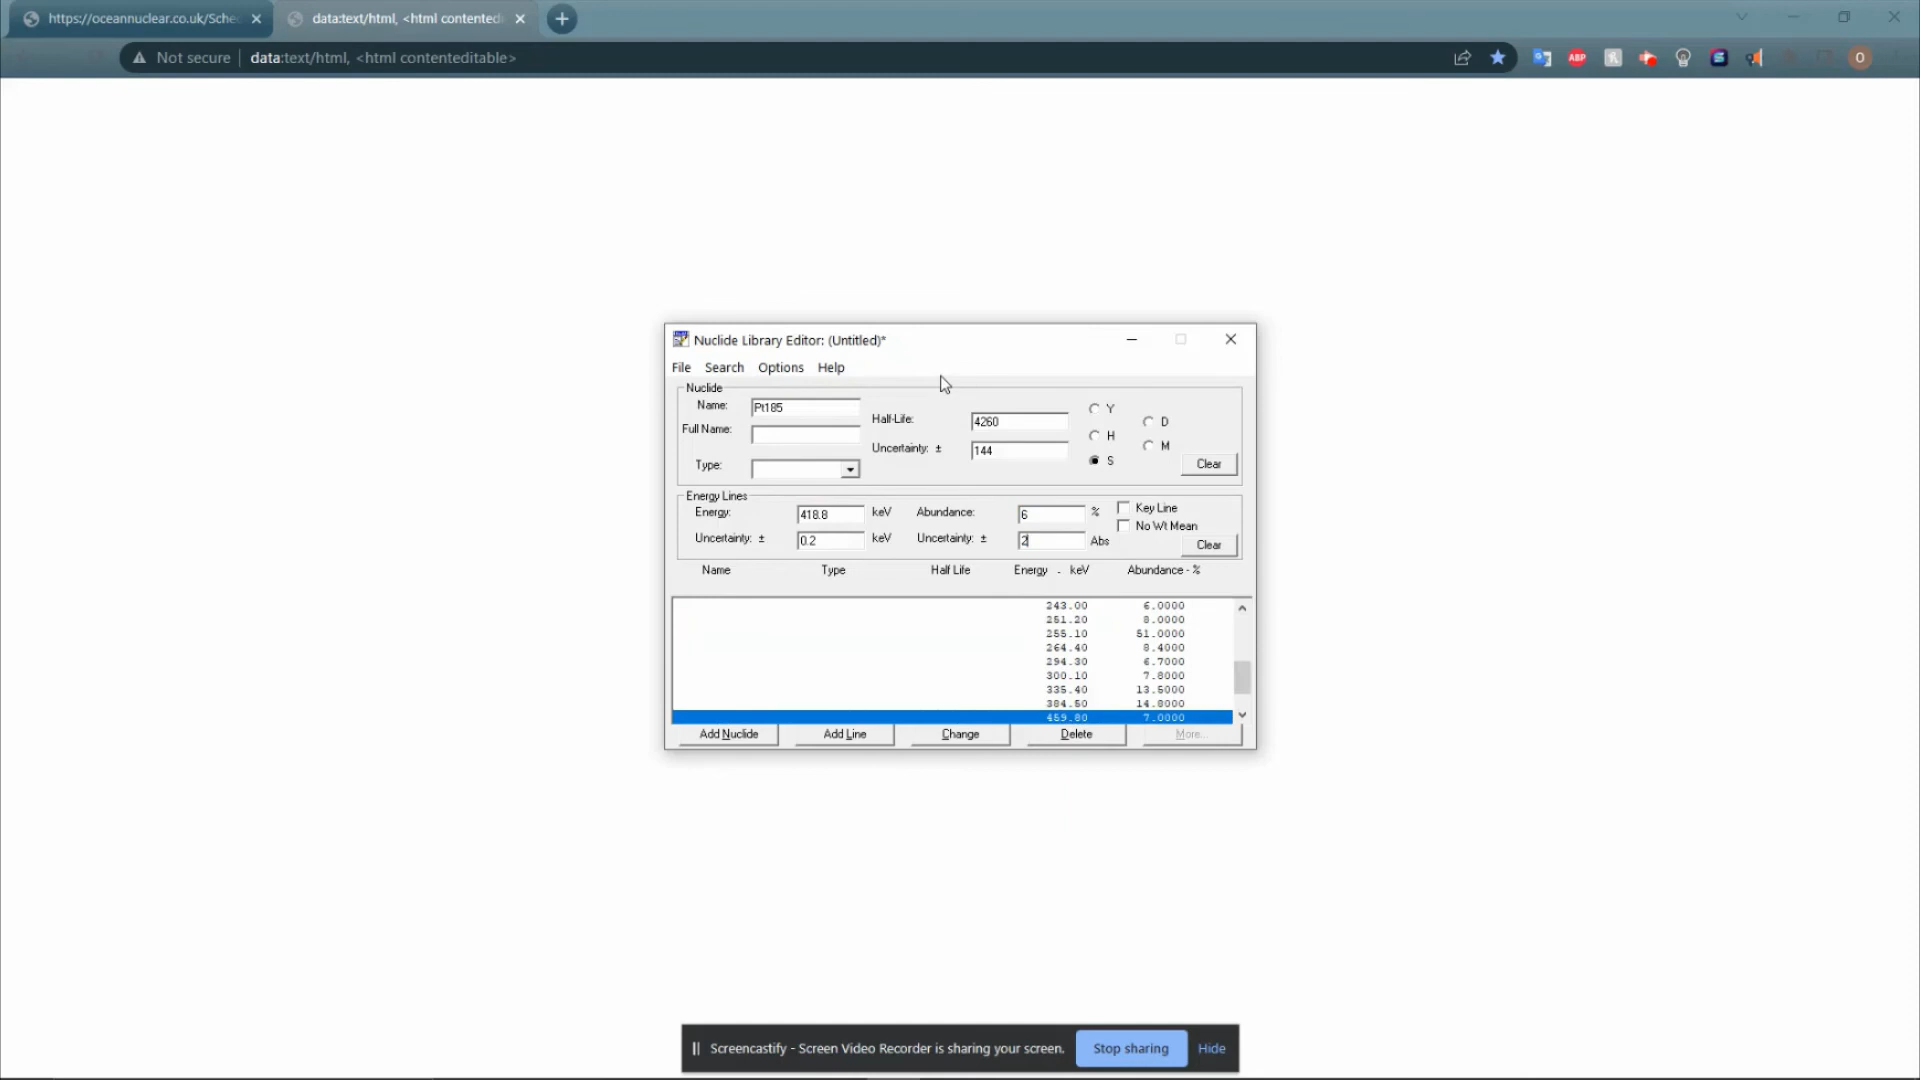 https://oceannuclear.co.uk/Sche
data:text/html, <html contented
Not secure data:text/html, <html contenteditable>
ABP
O
Nuclide Library Editor: (Untitled)*
File Search Options Help
Nuclide
Name: Pt185
Full Name:
Type:
Half-Life: 4260
Uncertainty: ± 144
Y
D
H
M
S
Clear
Energy Lines
Energy: 418.8 keV Abundance: 6 % Key Line
No Wt Mean
Uncertainty: ± 0.2 keV Uncertainty: ± 2 Abs Clear
Name Type Half Life Energy - keV Abundance - %
243.00 6.0000
251.20 8.0000
255.10 51.0000
264.40 8.4000
294.30 6.7000
300.10 7.8000
335.40 13.5000
384.50 14.8000
459.80 7.0000
Add Nuclide Add Line Change Delete More...
Screencastify - Screen Video Recorder is sharing your screen. Stop sharing Hide